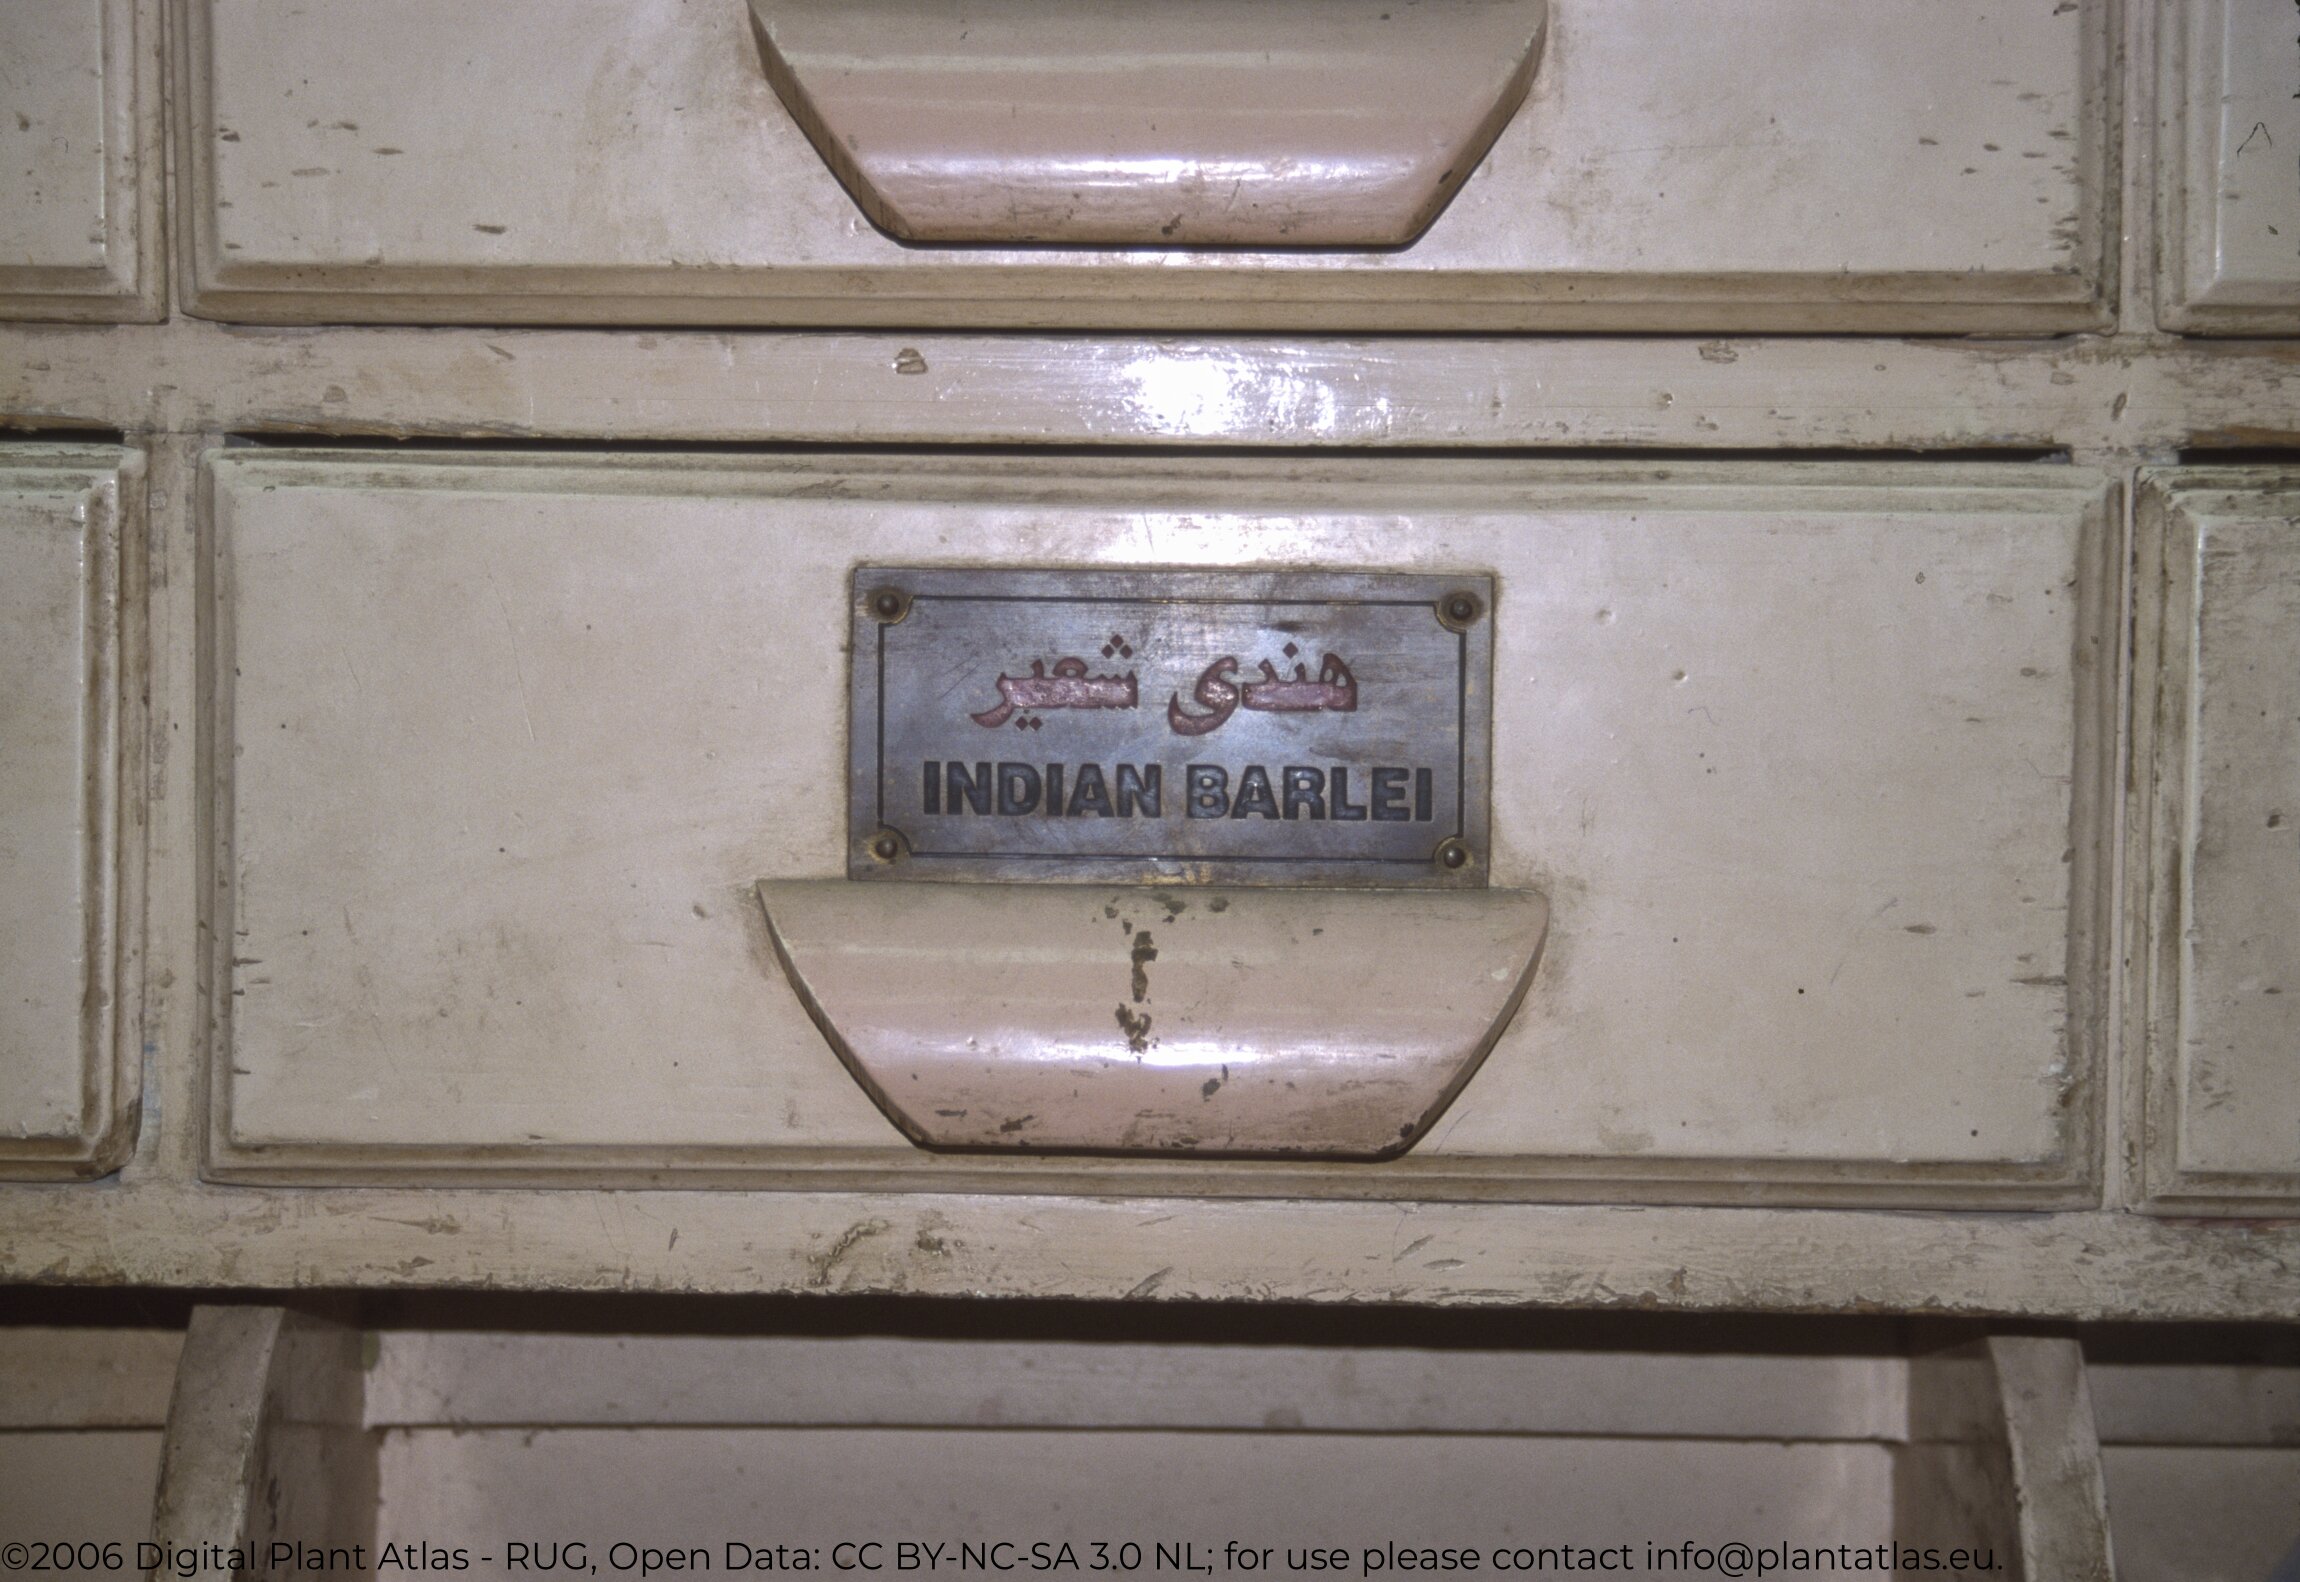 هندى شعير
INDIAN BARLEI
©2006 Digital Plant Atlas - RUG, Open Data: CC BY-NC-SA 3.0 NL; for use please contact info@plantatlas.eu.